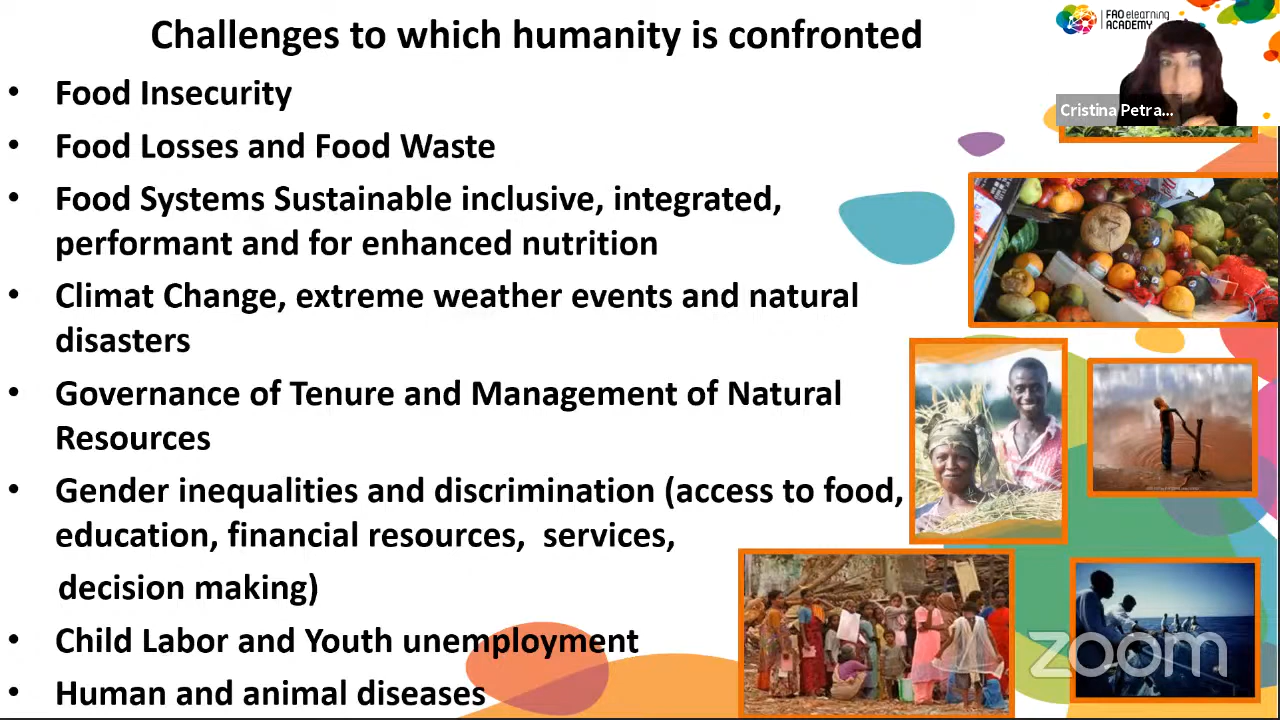 Challenges to which humanity is confronted
FAO elearning
ACADEMY
Cristina Petra...
• Food Insecurity
• Food Losses and Food Waste
• Food Systems Sustainable inclusive, integrated,
performant and for enhanced nutrition
• Climat Change, extreme weather events and natural
disasters
• Governance of Tenure and Management of Natural
Resources
• Gender inequalities and discrimination (access to food,
education, financial resources, services,
decision making)
• Child Labor and Youth unemployment
• Human and animal diseases
zoom